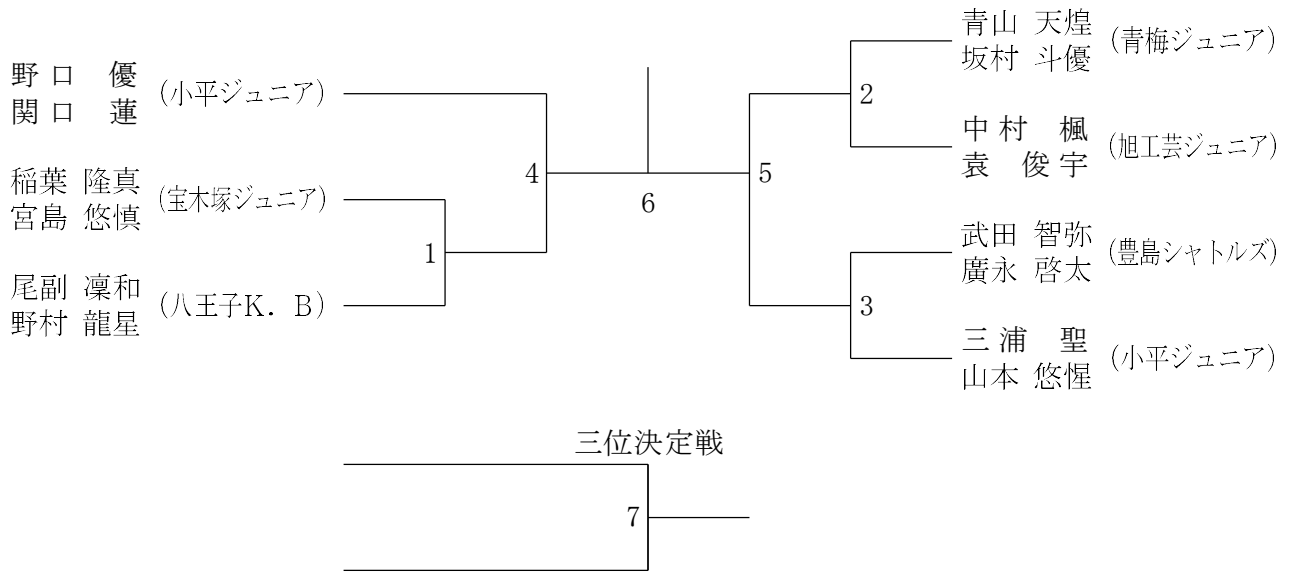 野口 優
関口 蓮
(小平ジュニア)
稲葉 隆真
宮島 悠慎
(宝木塚ジュニア)
尾副 凜和
野村 龍星
(八王子K．B)
1
4
6
青山 天煌
坂村 斗優
(青梅ジュニア)
2
中村 楓
袁 俊宇
(旭工芸ジュニア)
5
武田 智弥
廣永 啓太
(豊島シャトルズ)
3
三浦 聖
山本 悠惺
(小平ジュニア)
三位決定戦
7